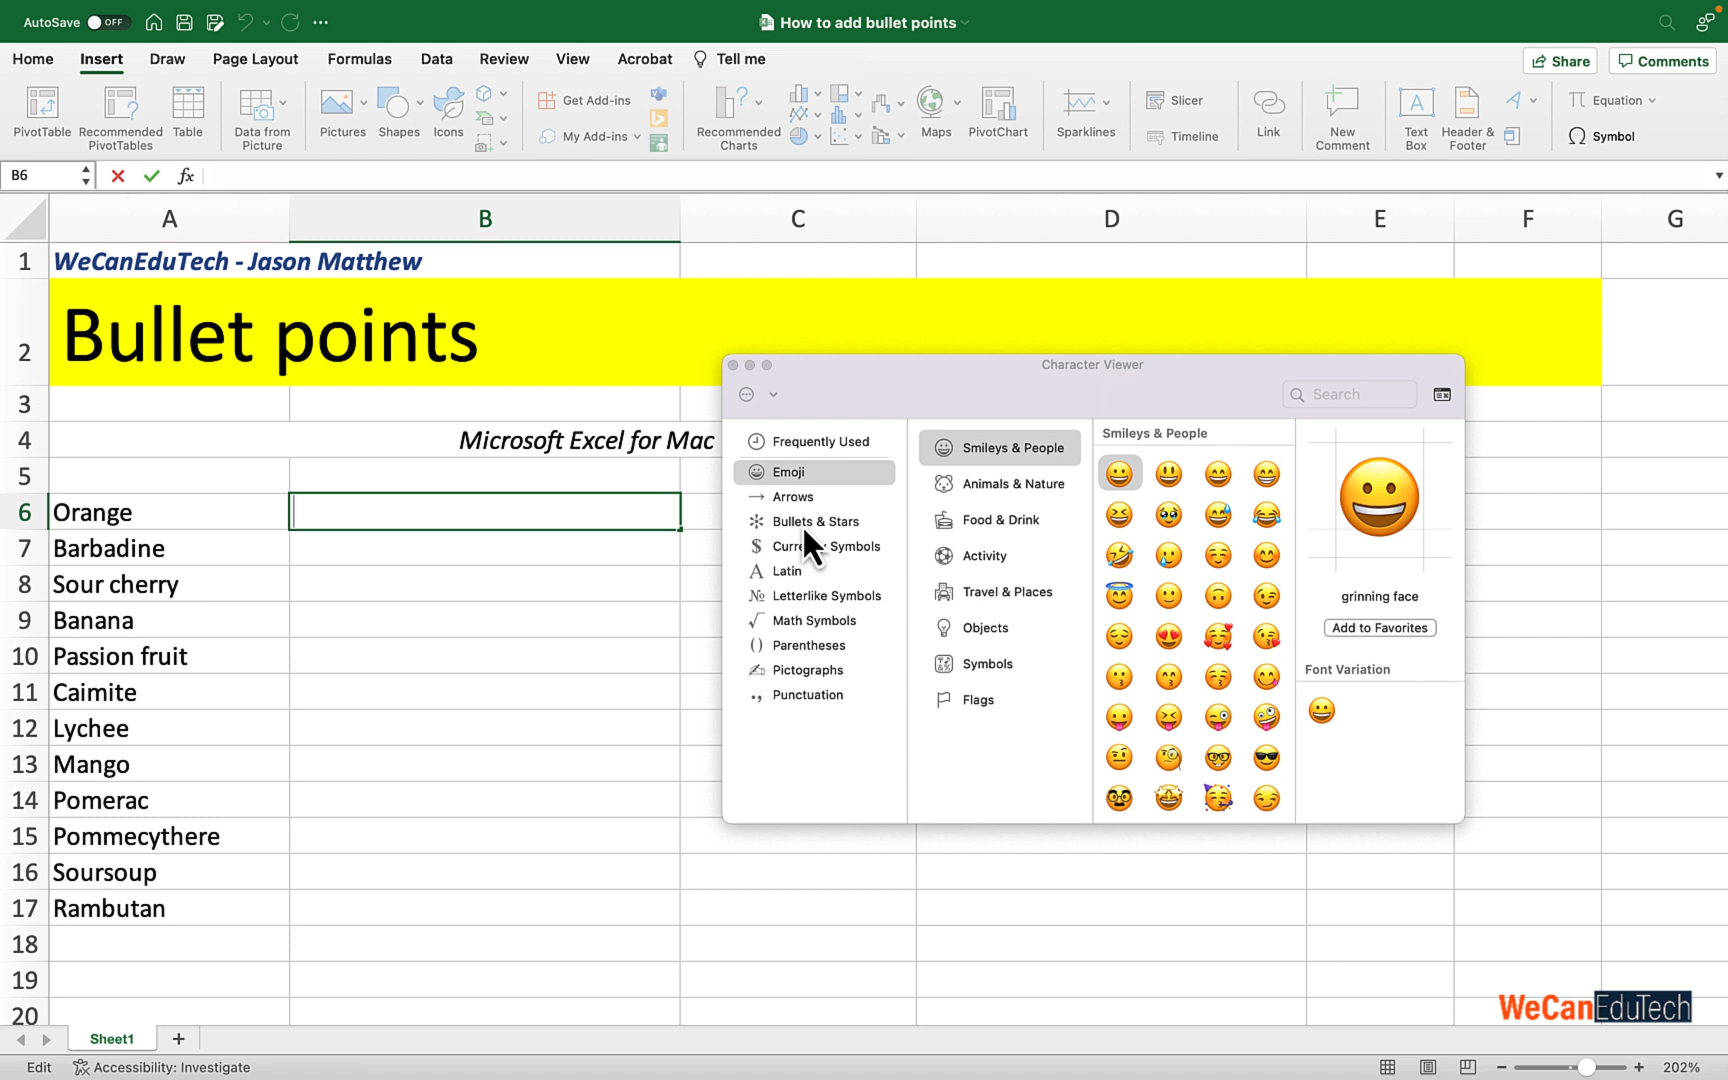 AutoSave OFF
How to add bullet points
Home Insert Draw Page Layout Formulas Data Review View Acrobat Tell me
Share Comments
PivotTable
Recommended
PivotTables
Table
Data from
Picture
Pictures
Shapes
Icons
Get Add-ins
My Add-ins
Recommended
Charts
Maps
PivotChart
Sparklines
Slicer
Timeline
Link
New
Comment
Text
Box
Header &
Footer
Equation
Symbol
B6
fx
A B C D E F G
1 WeCanEduTech - Jason Matthew
2 Bullet points
3
4 Microsoft Excel for Mac
5
6 Orange
7 Barbadine
8 Sour cherry
9 Banana
10 Passion fruit
11 Caimite
12 Lychee
13 Mango
14 Pomerac
15 Pommecythere
16 Soursoup
17 Rambutan
18
19
20
Character Viewer
Search
Frequently Used
Emoji
Arrows
Bullets & Stars
Symbols
Latin
Letterlike Symbols
Math Symbols
Parentheses
Pictographs
Punctuation
Smileys & People
Animals & Nature
Food & Drink
Activity
Travel & Places
Objects
Symbols
Flags
Smileys & People
grinning face
Add to Favorites
Font Variation
WeCanEduTech
Sheet1
Edit Accessibility: Investigate
202%